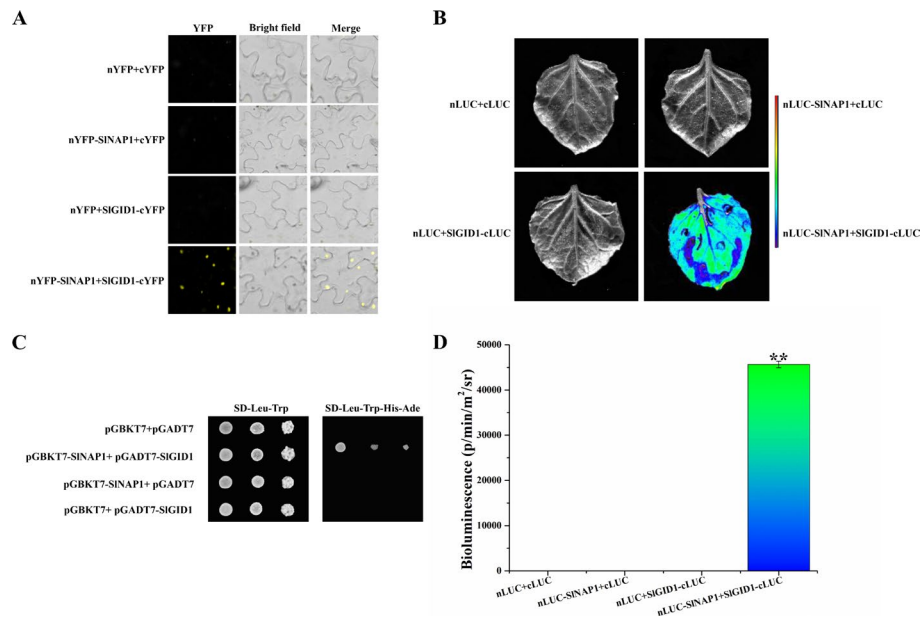 A
YFP Bright field Merge
nYFP+cYFP
nYFP-SlNAP1+cYFP
nYFP+SlGID1-cYFP
nYFP-SlNAP1+SlGID1-cYFP
B
nLUC+cLUC
nLUC-SlNAP1+cLUC
nLUC+SlGID1-cLUC
nLUC-SlNAP1+SlGID1-cLUC
C
SD-Leu-Trp SD-Leu-Trp-His-Ade
pGBKT7+pGADT7
pGBKT7-SlNAP1+ pGADT7-SlGID1
pGBKT7-SlNAP1+ pGADT7
pGBKT7+ pGADT7-SlGID1
D
Bioluminescence (p/min/m²/sr)
50000
40000
30000
20000
10000
0
**
nLUC+cLUC
nLUC-SlNAP1+cLUC
nLUC+SlGID1-cLUC
nLUC-SlNAP1+SlGID1-cLUC